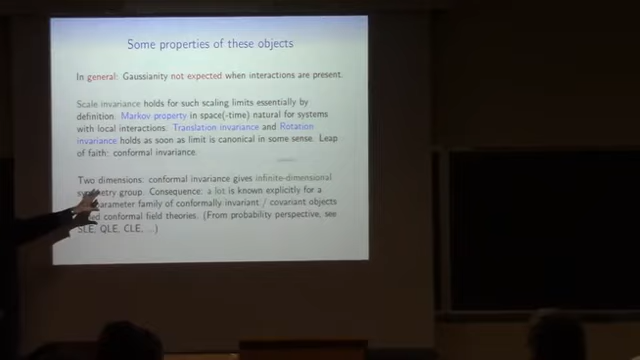 Some properties of these objects
In general: Gaussianity not expected when interactions are present.
Scale invariance holds for such scaling limits essentially by
definition. Markov property in space(-time) natural for systems
with local interactions. Translation invariance and Rotation
invariance holds as soon as limit is canonical in some sense. Leap
of faith: conformal invariance.
Two dimensions: conformal invariance gives infinite-dimensional
symmetry group. Consequence: a lot is known explicitly for a
parameter family of conformally invariant / covariant objects
conformal field theories. (From probability perspective, see
SLE, QLE, CLE, ...)